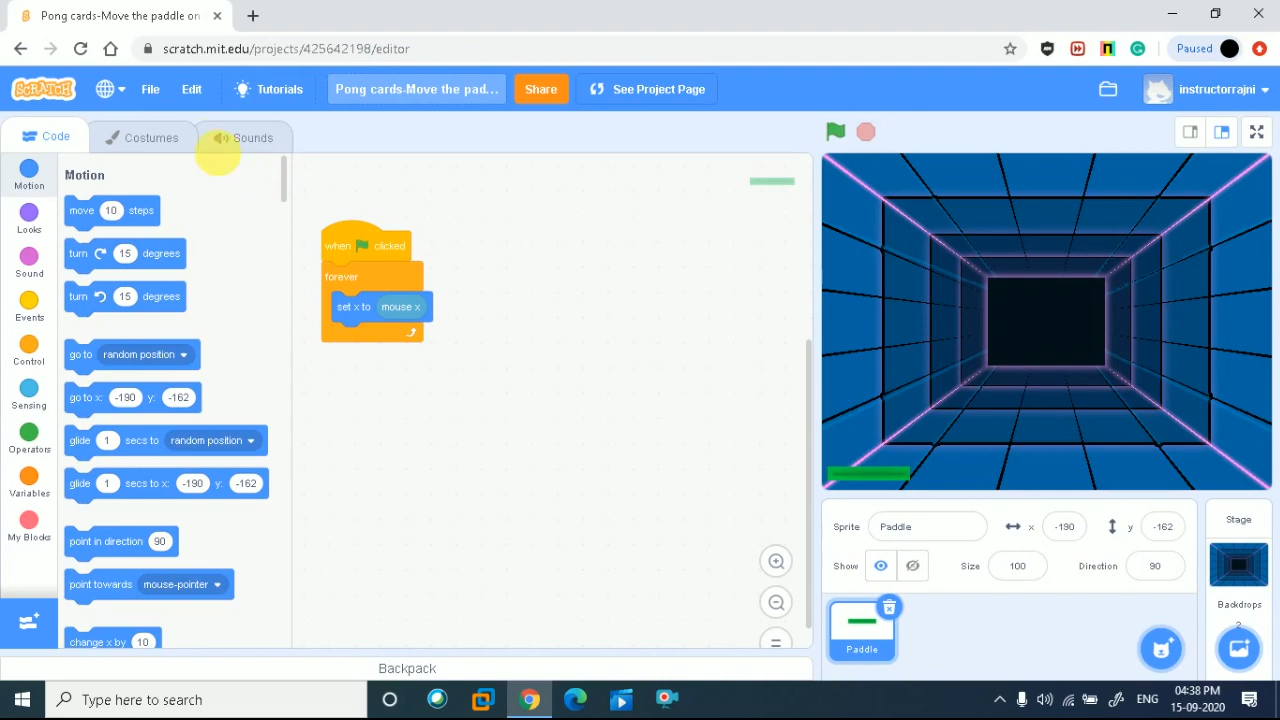 Pong cards-Move the paddle on
scratch.mit.edu/projects/425642198/editor
Paused
SCRATCH
File
Edit
Tutorials
Pong cards-Move the pad...
Share
See Project Page
instructorrajni
Code
Costumes
Sounds
Motion
Looks
Sound
Events
Control
Sensing
Operators
Variables
My Blocks
Motion
move 10 steps
turn 15 degrees
turn 15 degrees
go to random position
go to x: -190 y: -162
glide 1 secs to random position
glide 1 secs to x: -190 y: -162
point in direction 90
point towards mouse-pointer
change x by 10
when clicked
forever
set x to mouse x
Sprite Paddle x -190 y -162
Show Size 100 Direction 90
Paddle
Stage
Backdrops
2
Backpack
Type here to search
ENG
04:38 PM
15-09-2020